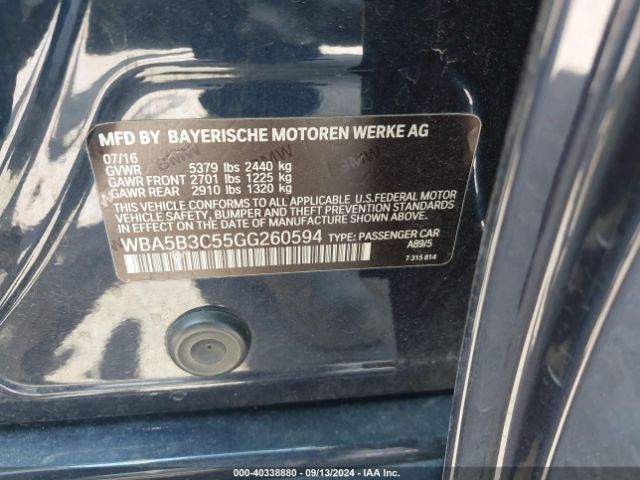 MFD BY BAYERISCHE MOTOREN WERKE AG
07/16
GVWR 5379 lbs 2440 kg
GAWR FRONT 2701 lbs 1225 kg
GAWR REAR 2910 lbs 1320 kg
THIS VEHICLE CONFORMS TO ALL APPLICABLE U.S.FEDERAL MOTOR
VEHICLE SAFETY, BUMPER AND THEFT PREVENTION STANDARDS
IN EFFECT ON THE DATE OF MANUFACTURE SHOWN ABOVE.
WBA5B3C55GG260594 TYPE: PASSENGER CAR
A89/5
7 315 814
00-40338880 - 09/13/2024 - IAA Inc.